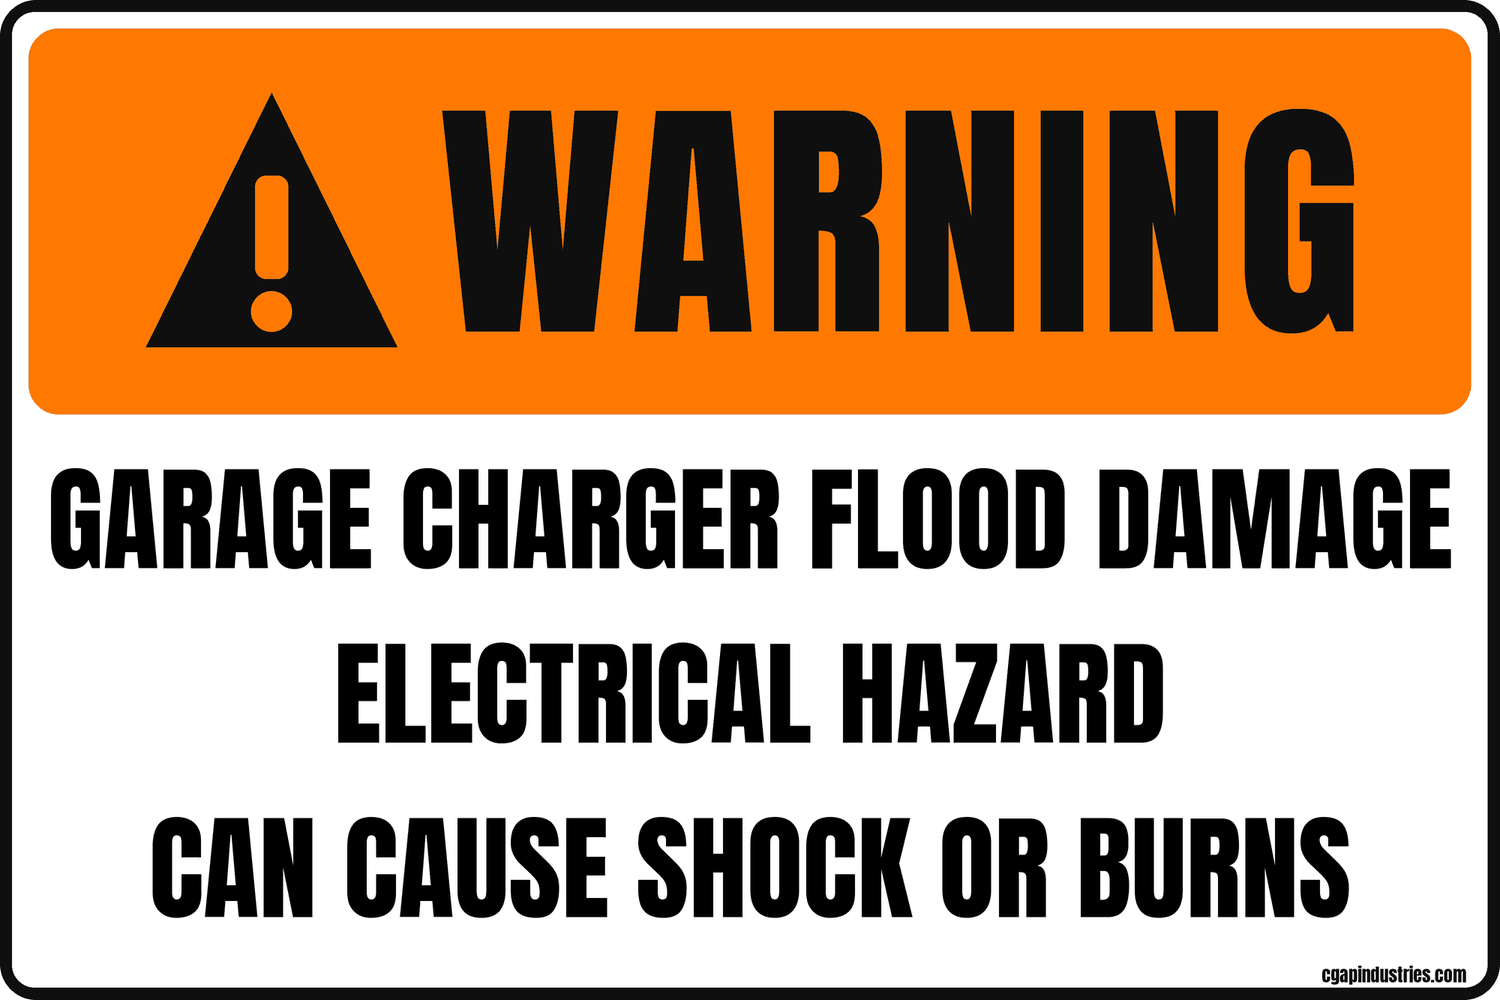 WARNING
GARAGE CHARGER FLOOD DAMAGE
ELECTRICAL HAZARD
CAN CAUSE SHOCK OR BURNS
cgapindustries.com